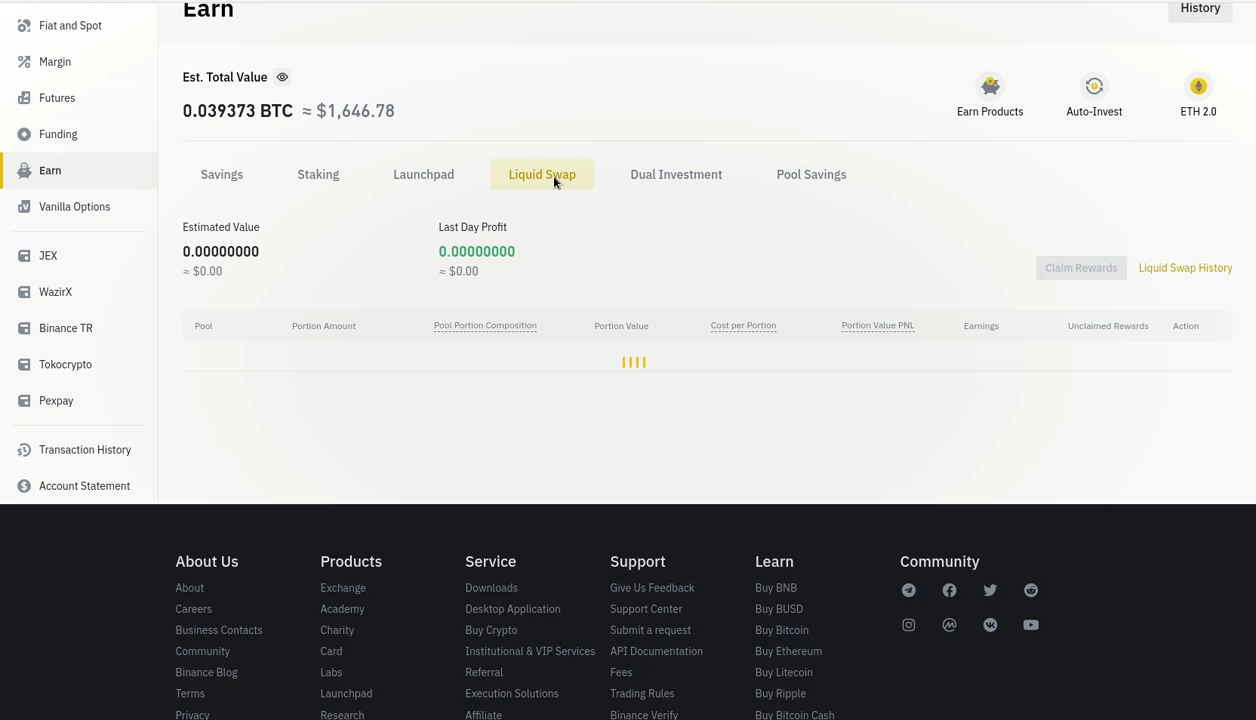 Earn
History
Fiat and Spot
Margin
Futures
Funding
Earn
Vanilla Options
JEX
WazirX
Binance TR
Tokocrypto
Pexpay
Transaction History
Account Statement
Est. Total Value
0.039373 BTC ≈ $1,646.78
Earn Products
Auto-Invest
ETH 2.0
Savings Staking Launchpad Liquid Swap Dual Investment Pool Savings
Estimated Value
0.00000000
≈ $0.00
Last Day Profit
0.00000000
≈ $0.00
Claim Rewards
Liquid Swap History
Pool Portion Amount Pool Portion Composition Portion Value Cost per Portion Portion Value PNL Earnings Unclaimed Rewards Action
About Us
About
Careers
Business Contacts
Community
Binance Blog
Terms
Privacy
Products
Exchange
Academy
Charity
Card
Labs
Launchpad
Research
Service
Downloads
Desktop Application
Buy Crypto
Institutional & VIP Services
Referral
Execution Solutions
Affiliate
Support
Give Us Feedback
Support Center
Submit a request
API Documentation
Fees
Trading Rules
Binance Verify
Learn
Buy BNB
Buy BUSD
Buy Bitcoin
Buy Ethereum
Buy Litecoin
Buy Ripple
Buy Bitcoin Cash
Community